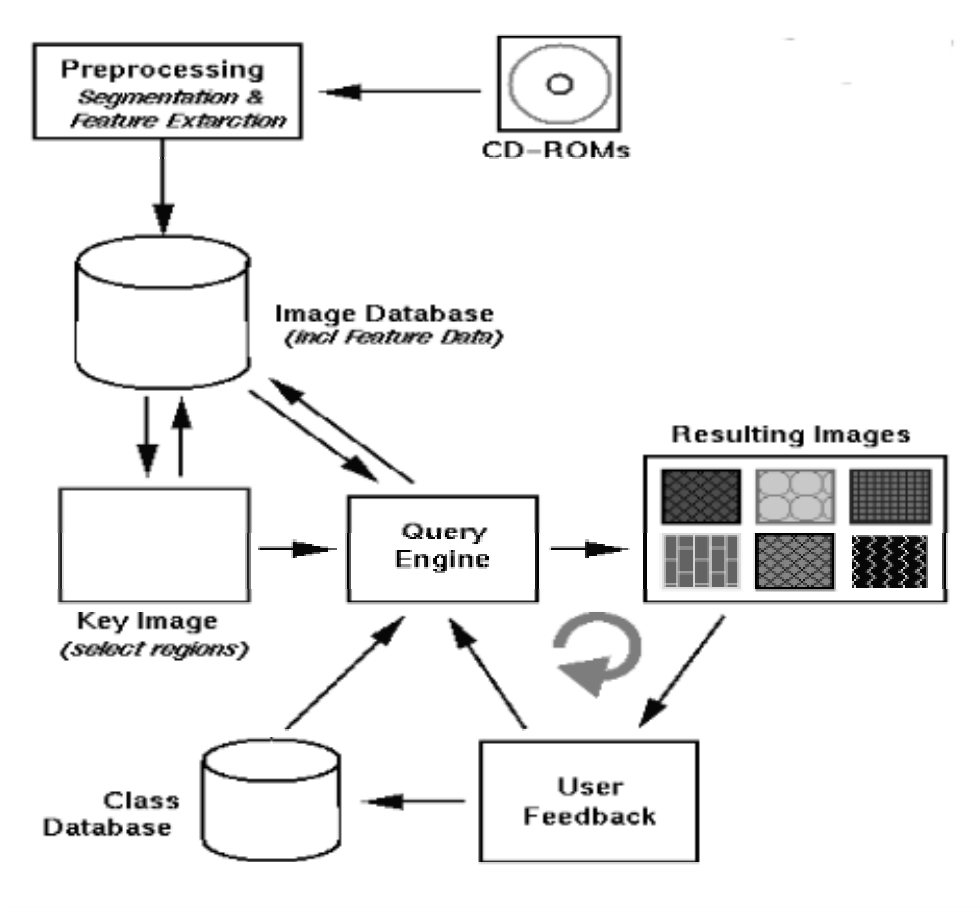 Preprocessing
Segmentation &
Feature Extarction
CD-ROMs
Image Database
(incl Feature Data)
Resulting Images
Query
Engine
Key Image
(select regions)
User
Feedback
Class
Database